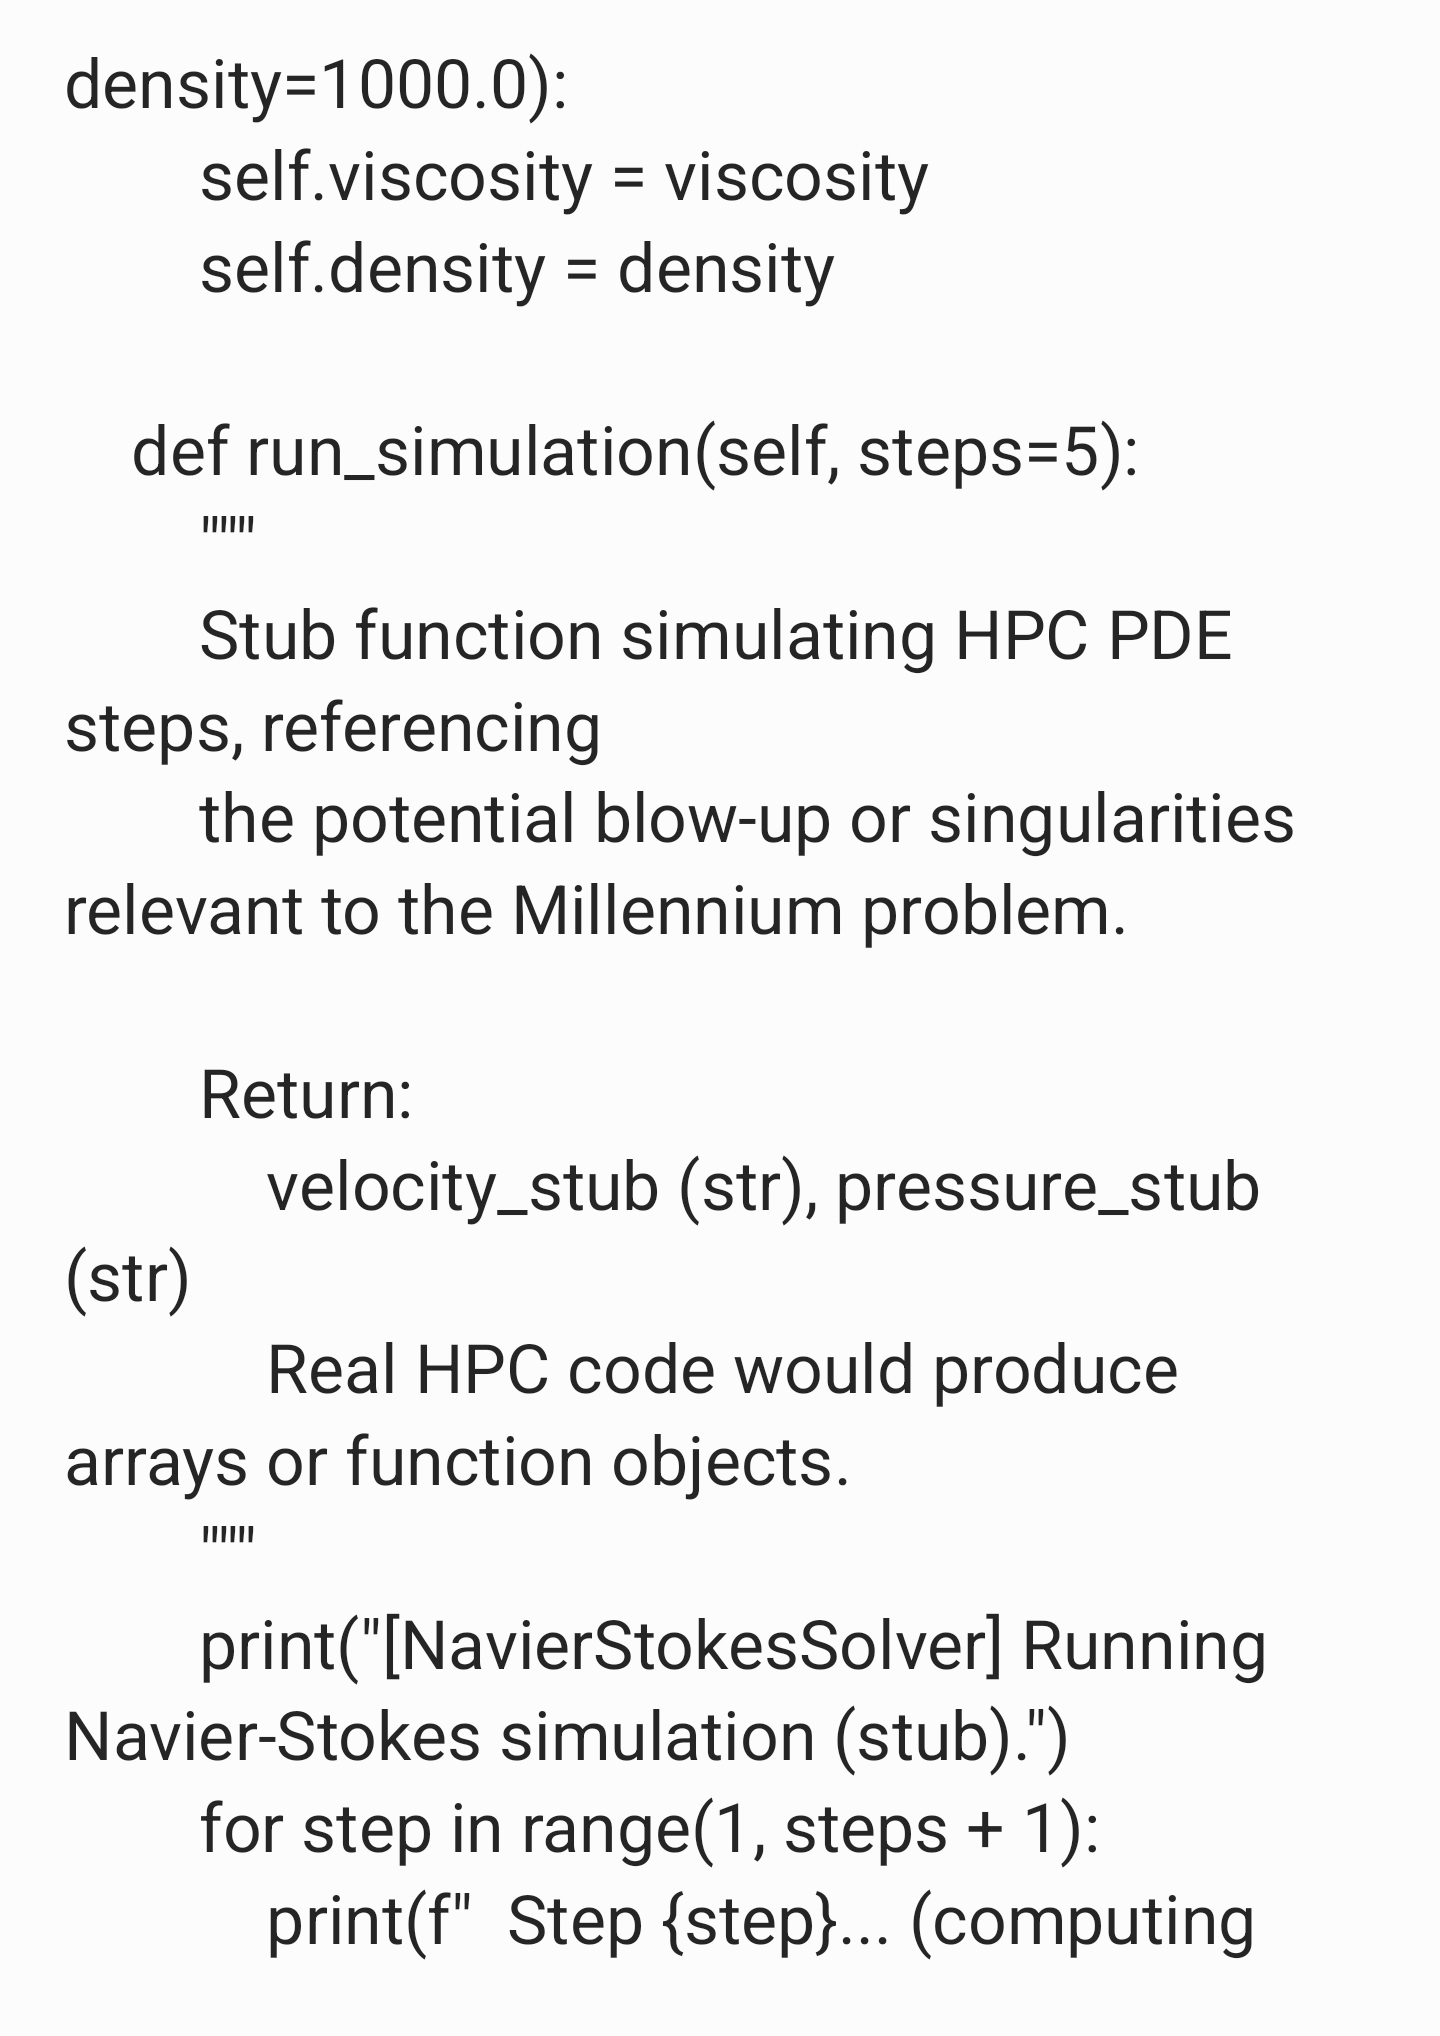 density=1000.0):
self.viscosity = viscosity
self.density = density
def run_simulation(self, steps=5):
"""
Stub function simulating HPC PDE
steps, referencing
the potential blow-up or singularities
relevant to the Millennium problem.
Return:
velocity_stub (str), pressure_stub
(str)
Real HPC code would produce
arrays or function objects.
"""
print("[NavierStokesSolver] Running
Navier-Stokes simulation (stub).")
for step in range(1, steps + 1):
print(f"  Step {step}... (computing